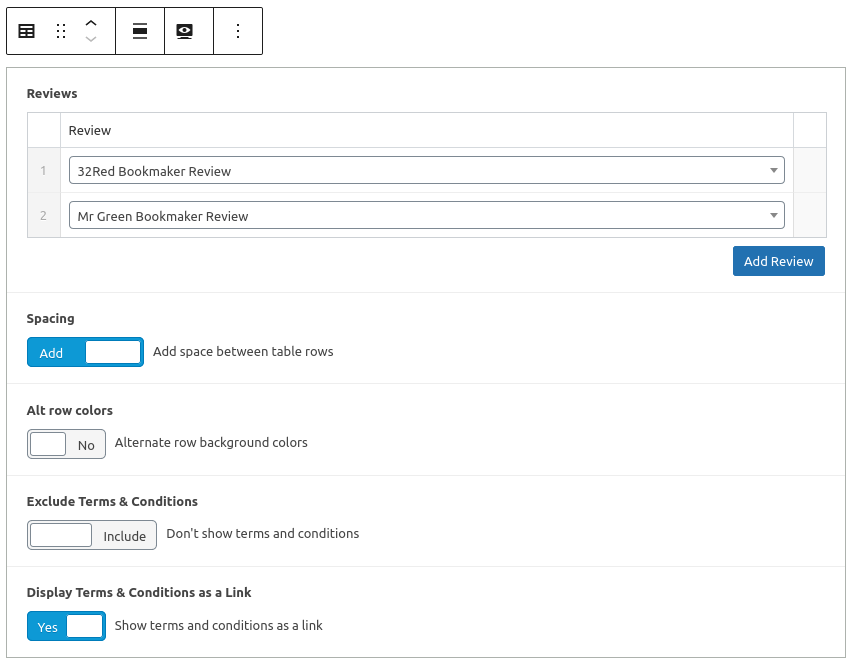 Reviews
Review
1 32Red Bookmaker Review
2 Mr Green Bookmaker Review
Add Review
Spacing
Add Add space between table rows
Alt row colors
No Alternate row background colors
Exclude Terms & Conditions
Include Don't show terms and conditions
Display Terms & Conditions as a Link
Yes Show terms and conditions as a link